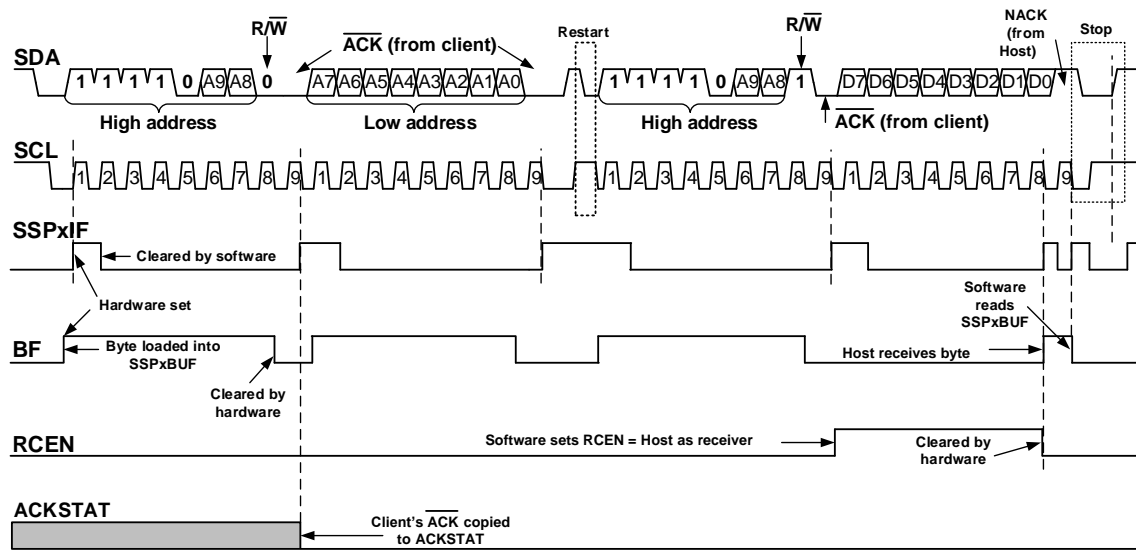 R/W
ACK (from client)
Restart
R/W
NACK
(from
Host)
Stop
SDA
1 1 1 1 0 A9 A8 0 A7 A6 A5 A4 A3 A2 A1 A0 1 1 1 1 0 A9 A8 1 D7 D6 D5 D4 D3 D2 D1 D0
High address
Low address
High address
ACK (from client)
SCL
1 2 3 4 5 6 7 8 9 1 2 3 4 5 6 7 8 9 1 2 3 4 5 6 7 8 9 1 2 3 4 5 6 7 8 9
SSPxIF
Cleared by software
Hardware set
Software
reads
SSPxBUF
BF
Byte loaded into
SSPxBUF
Cleared by
hardware
Host receives byte
RCEN
Software sets RCEN = Host as receiver
Cleared by
hardware
ACKSTAT
Client's ACK copied
to ACKSTAT